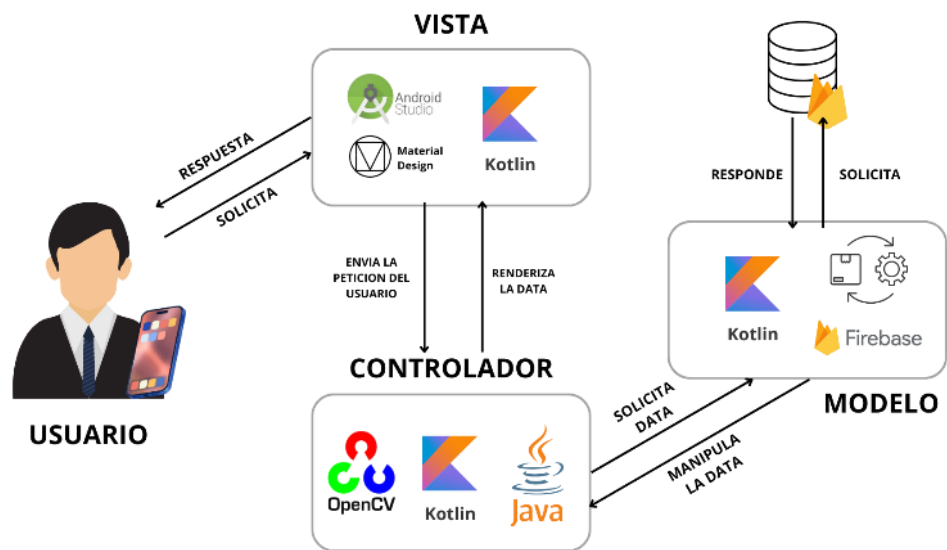 VISTA
Android
Studio
Material
Design
Kotlin
RESPUESTA
SOLICITA
RESPONDE
SOLICITA
ENVIA LA
PETICION DEL
USUARIO
RENDERIZA
LA DATA
Kotlin
Firebase
MODELO
USUARIO
CONTROLADOR
SOLICITA
DATA
MANIPULA
LA DATA
OpenCV
Kotlin
Java